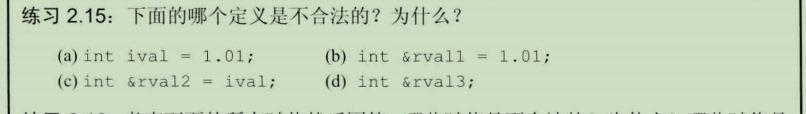 练习 2.15：下面的哪个定义是不合法的？为什么？
(a) int ival = 1.01; (b) int &rval1 = 1.01;
(c) int &rval2 = ival; (d) int &rval3;